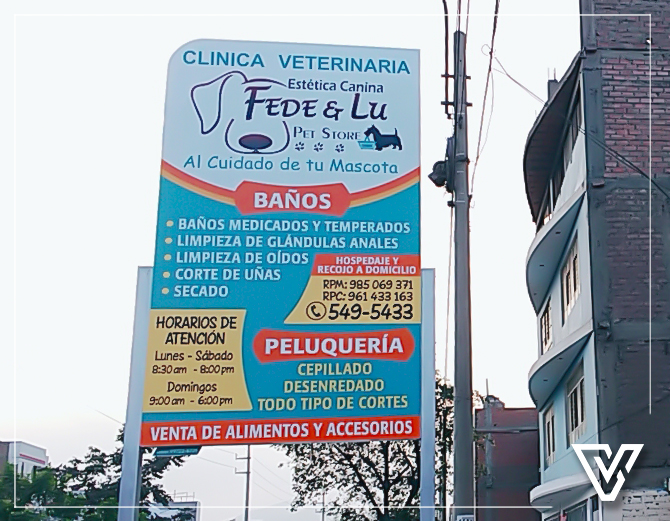 CLINICA VETERINARIA
Estética Canina
FEDE & LU
PET STORE
Al Cuidado de tu Mascota
BAÑOS
BAÑOS MEDICADOS Y TEMPERADOS
LIMPIEZA DE GLÁNDULAS ANALES
LIMPIEZA DE OÍDOS
CORTE DE UÑAS
SECADO
HOSPEDAJE Y
RECOJO A DOMICILIO
RPM: 985 069 371
RPC: 961 433 163
549-5433
HORARIOS DE
ATENCIÓN
Lunes - Sábado
8:30 am - 8:00 pm
Domingos
9:00 am - 6:00 pm
PELUQUERÍA
CEPILLADO
DESENREDADO
TODO TIPO DE CORTES
VENTA DE ALIMENTOS Y ACCESORIOS